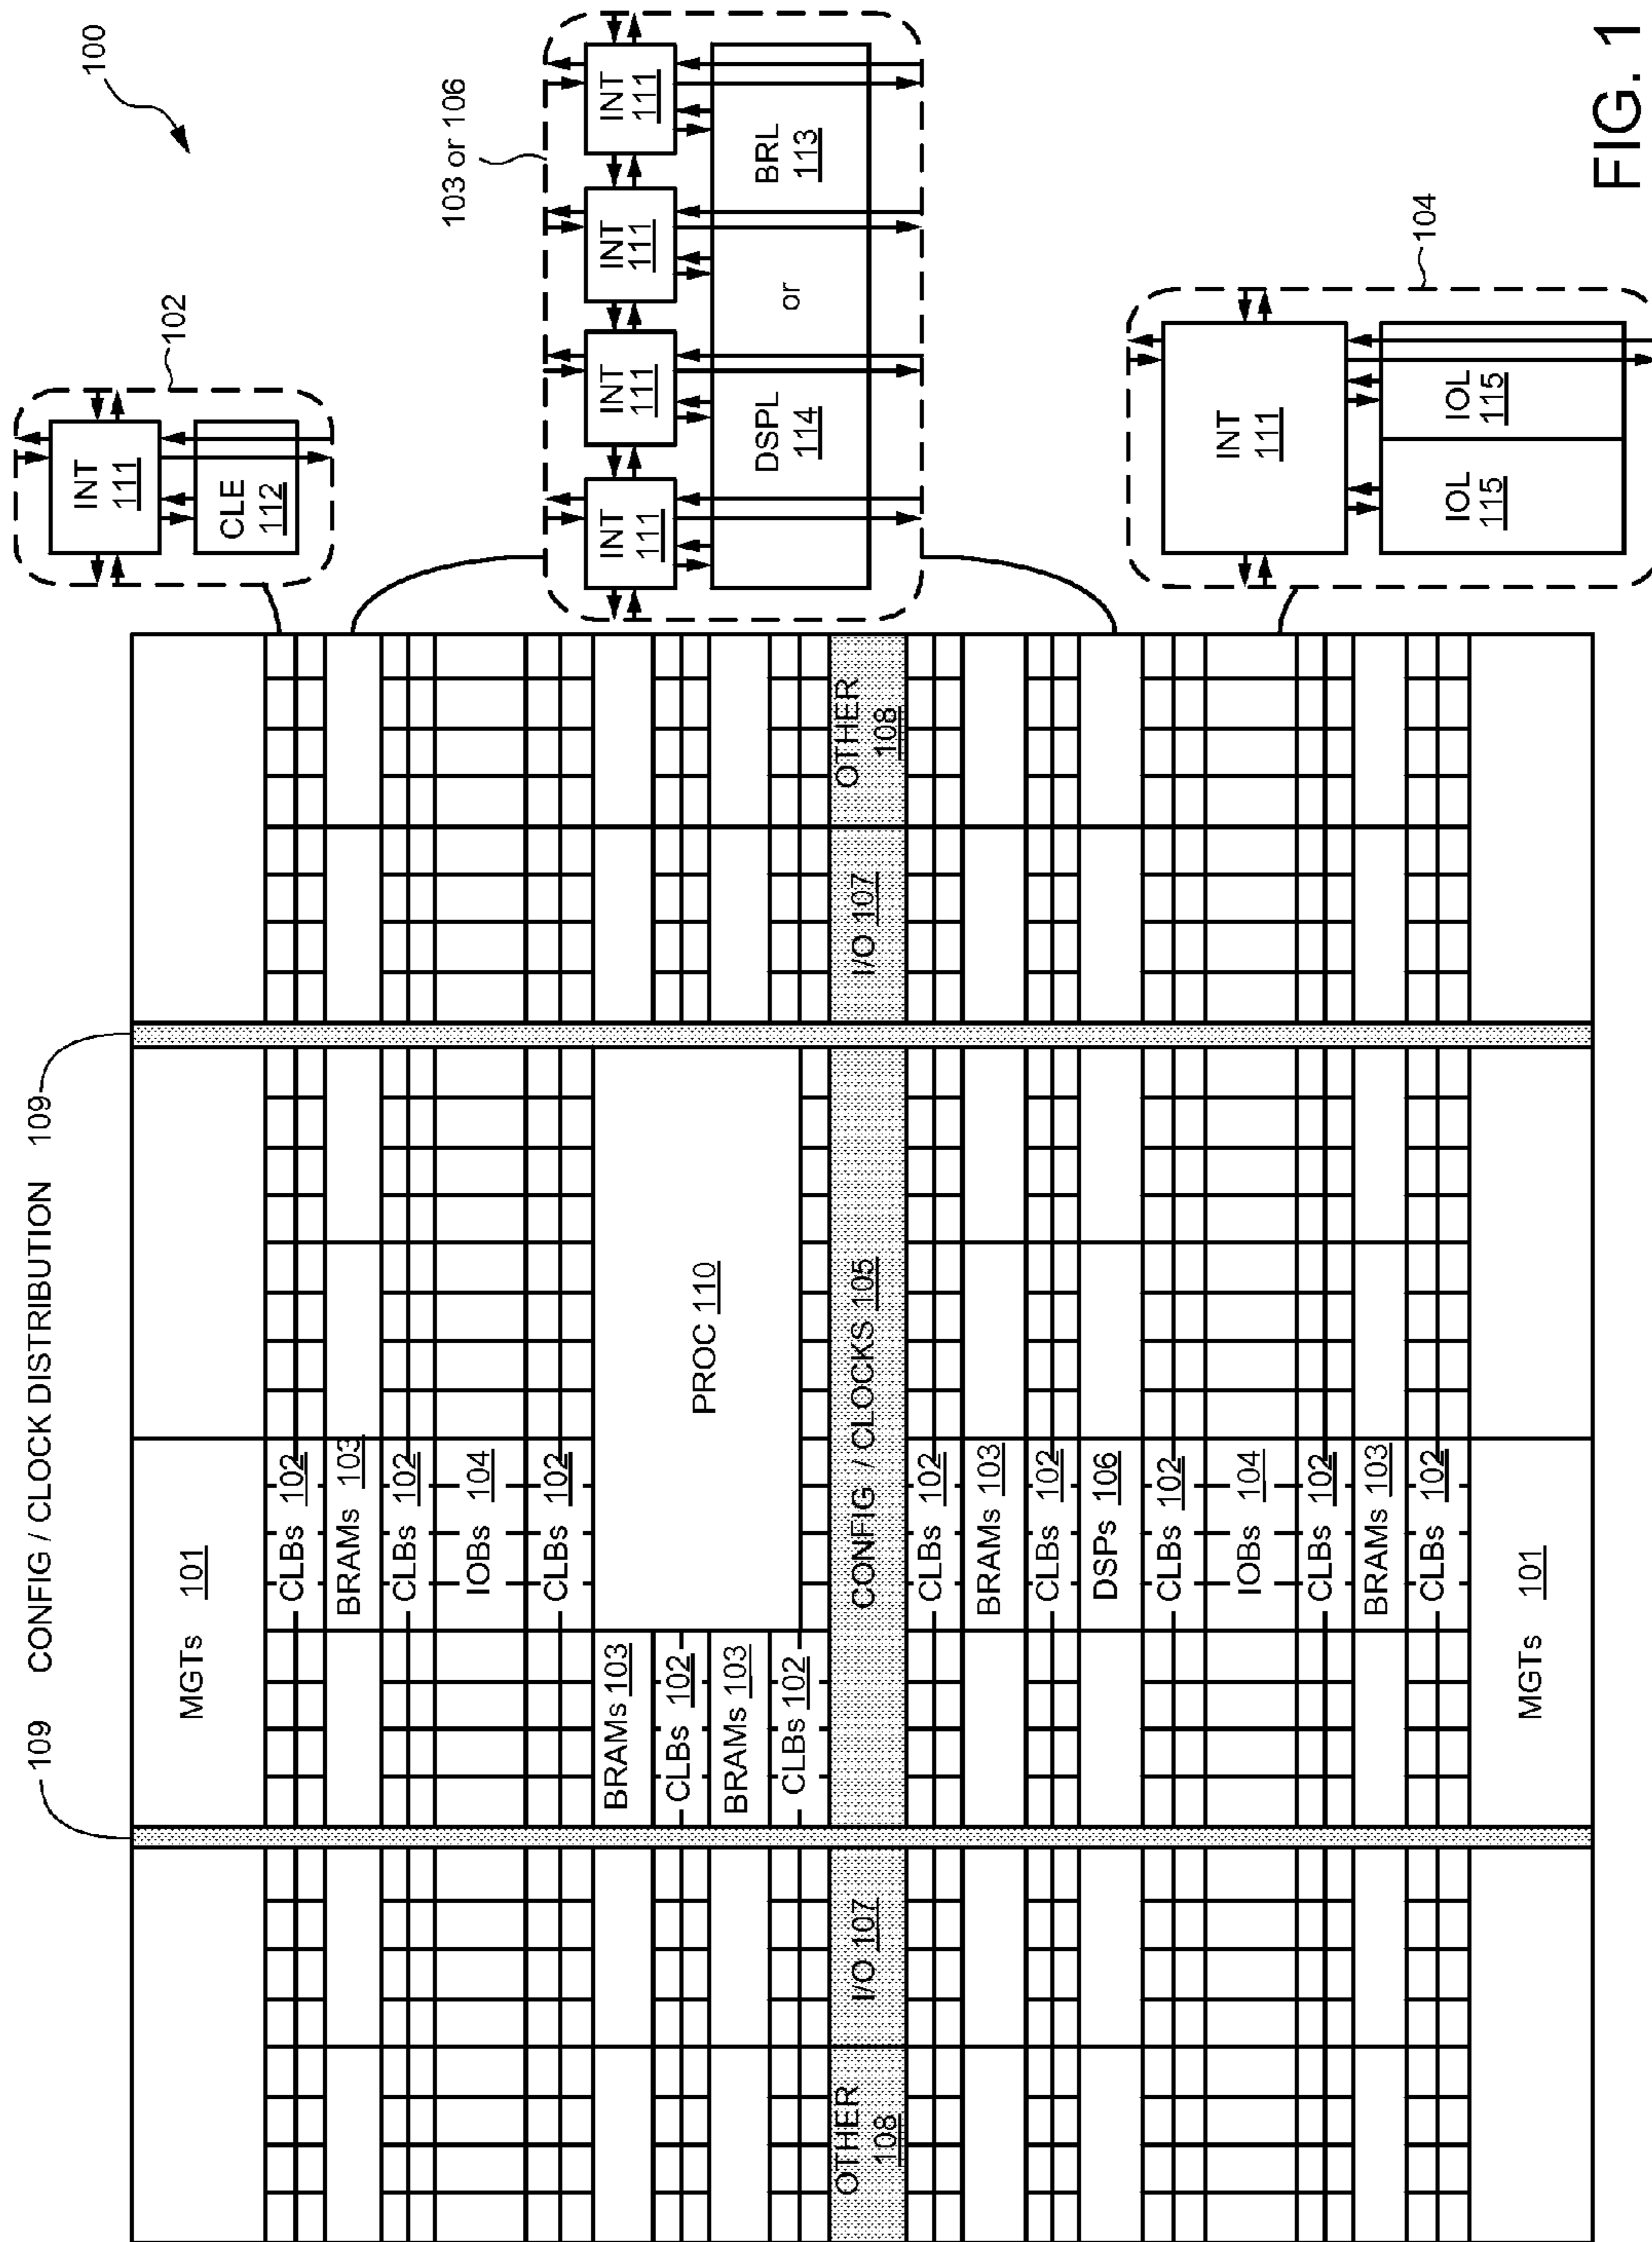 109 CONFIG / CLOCK DISTRIBUTION 109
100
MGTs 101
CLBs 102
BRAMs 103
CLBs 102
IOBs 104
CLBs 102
BRAMs 103
CLBs 102
BRAMs 103
CLBs 102
PROC 110
OTHER
108
I/O 107
CONFIG / CLOCKS 105
I/O 107
OTHER
108
CLBs 102
BRAMs 103
CLBs 102
DSPs 106
CLBs 102
IOBs 104
CLBs 102
BRAMs 103
CLBs 102
MGTs 101
102
INT
111
CLE
112
103 or 106
INT
111
INT
111
INT
111
INT
111
DSPL
114
or
BRL
113
104
INT
111
IOL
115
IOL
115
FIG. 1